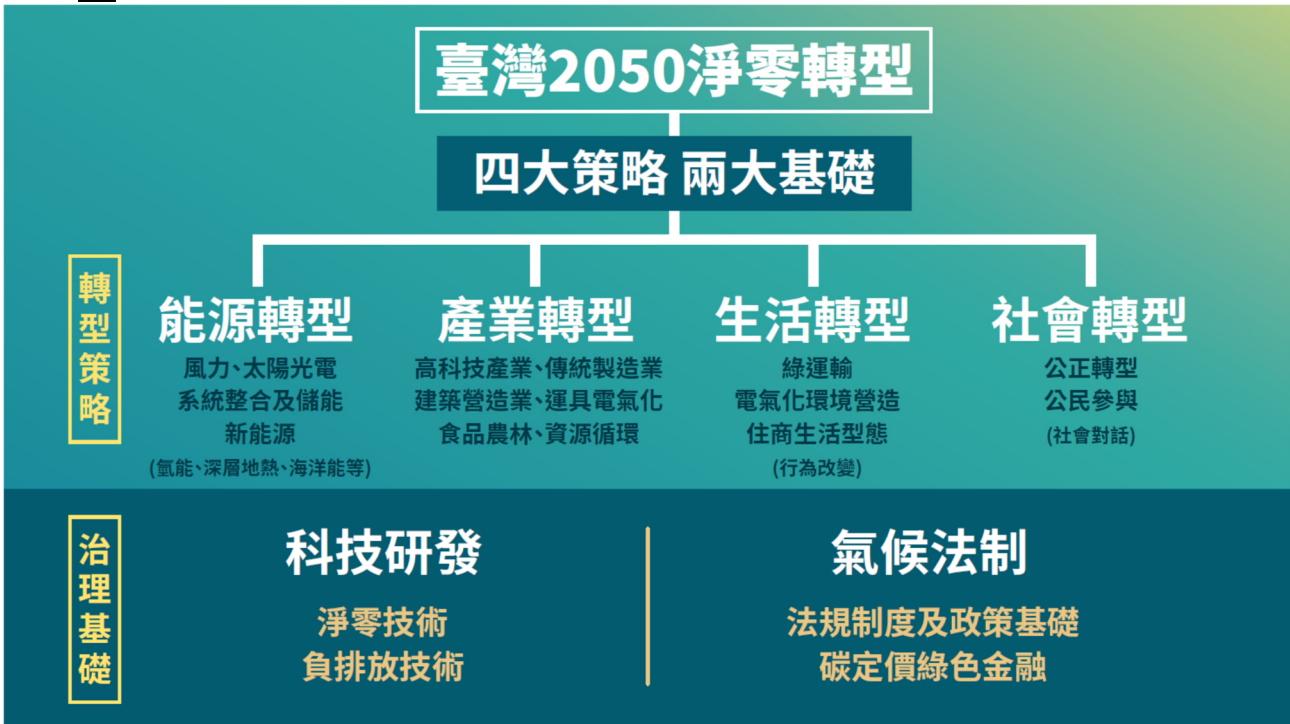 臺灣2050淨零轉型
四大策略 兩大基礎
轉型策略
能源轉型
風力、太陽光電
系統整合及儲能
新能源
(氫能、深層地熱、海洋能等)
產業轉型
高科技產業、傳統製造業
建築營造業、運具電氣化
食品農林、資源循環
生活轉型
綠運輸
電氣化環境營造
住商生活型態
(行為改變)
社會轉型
公正轉型
公民參與
(社會對話)
治理基礎
科技研發
淨零技術
負排放技術
氣候法制
法規制度及政策基礎
碳定價綠色金融